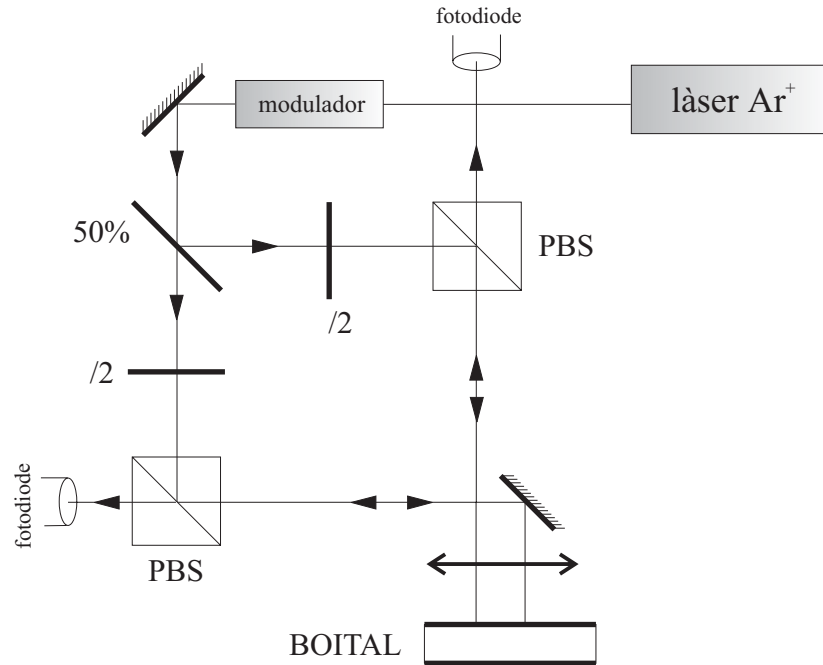 fotodiode
làser Ar+
modulador
50%
PBS
/2
/2
fotodiode
PBS
BOITAL